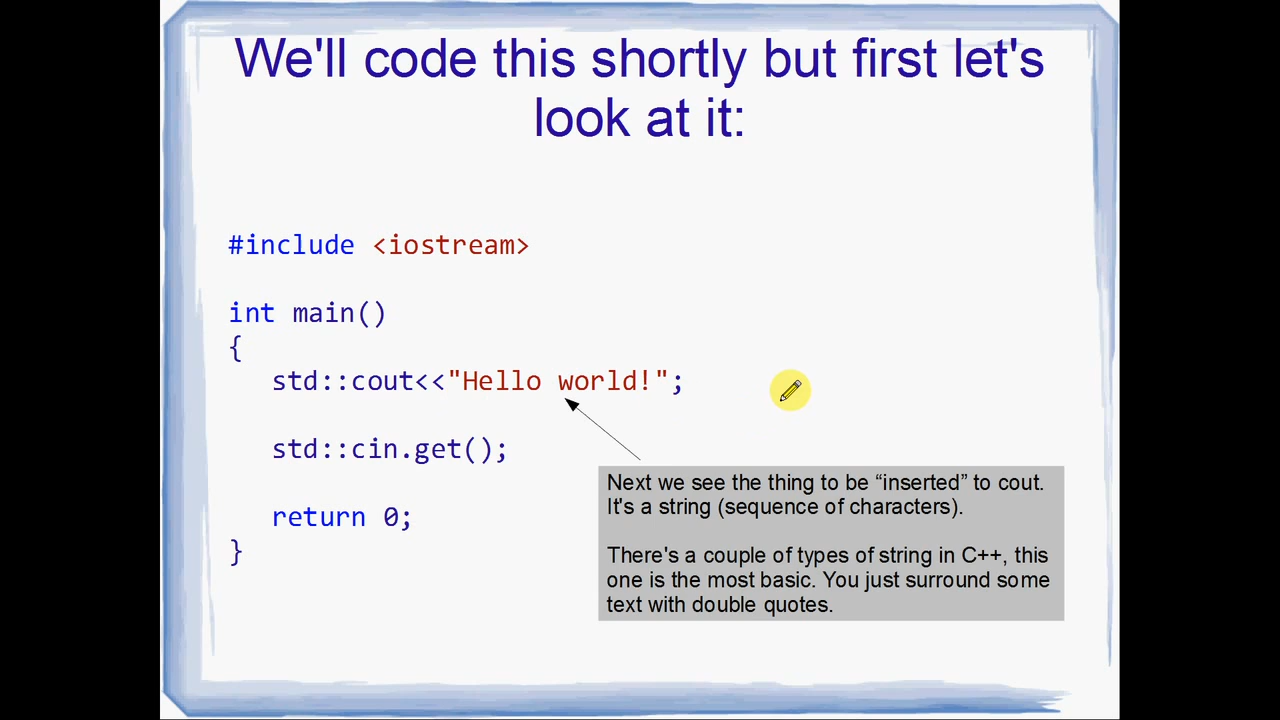 We'll code this shortly but first let's
look at it:
#include <iostream>
int main()
{
std::cout<<"Hello world!";
std::cin.get();
return 0;
}
Next we see the thing to be “inserted” to cout.
It's a string (sequence of characters).
There's a couple of types of string in C++, this
one is the most basic. You just surround some
text with double quotes.